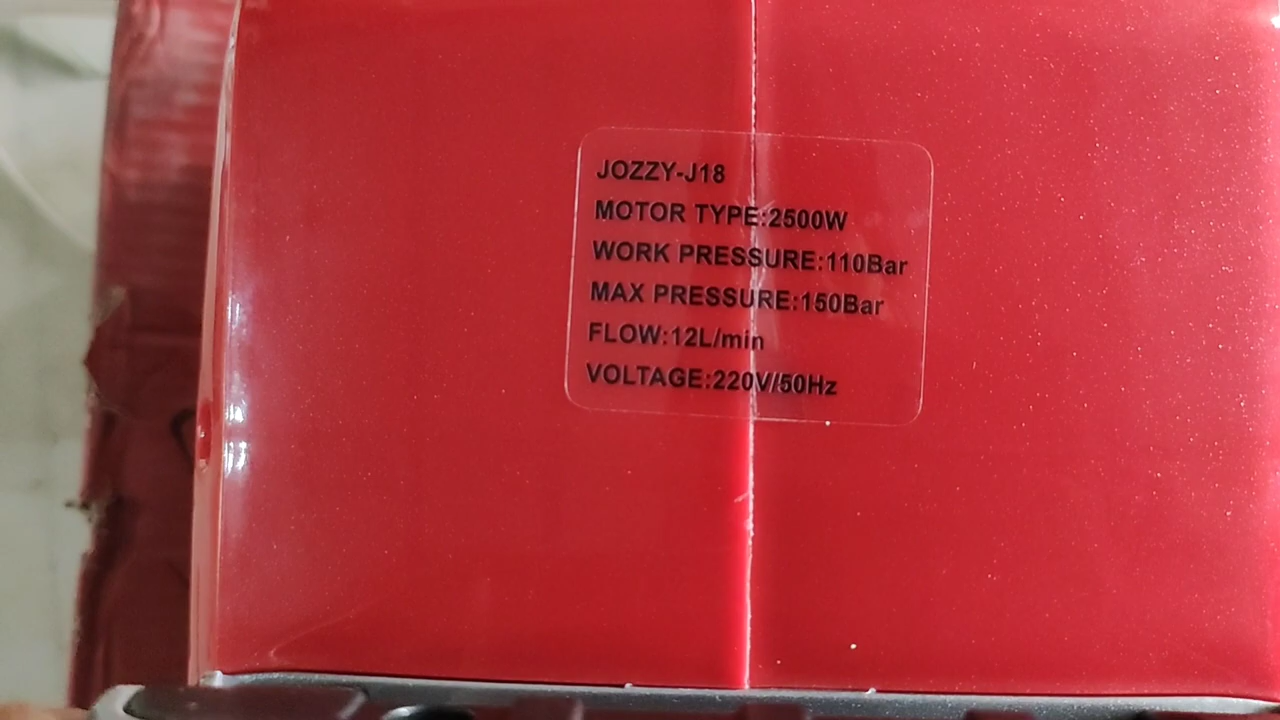 JOZZY-J18
MOTOR TYPE:2500W
WORK PRESSURE:110Bar
MAX PRESSURE:150Bar
FLOW:12L/min
VOLTAGE:220V/50Hz